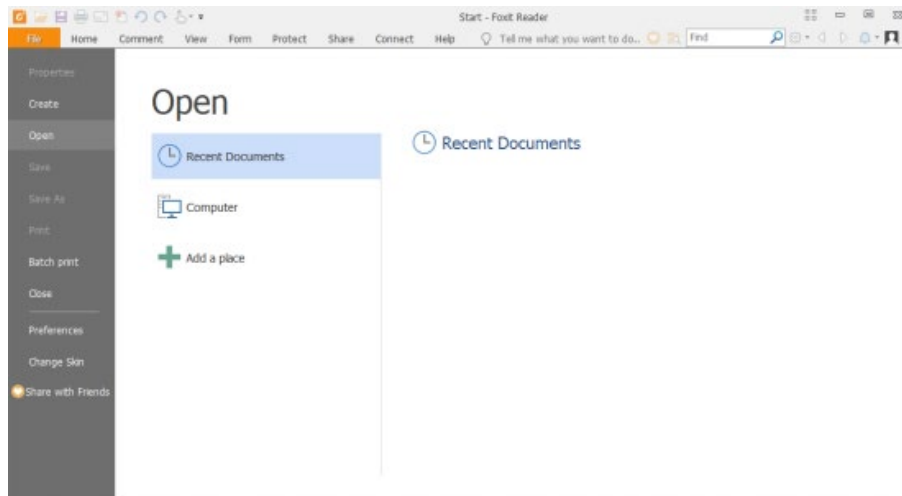 Start - Foxit Reader
File Home Comment View Form Protect Share Connect Help Tell me what you want to do.. Find
Properties
Create
Open
Save
Save As
Print
Batch print
Close
Preferences
Change Skin
Share with Friends
Open
Recent Documents
Computer
Add a place
Recent Documents